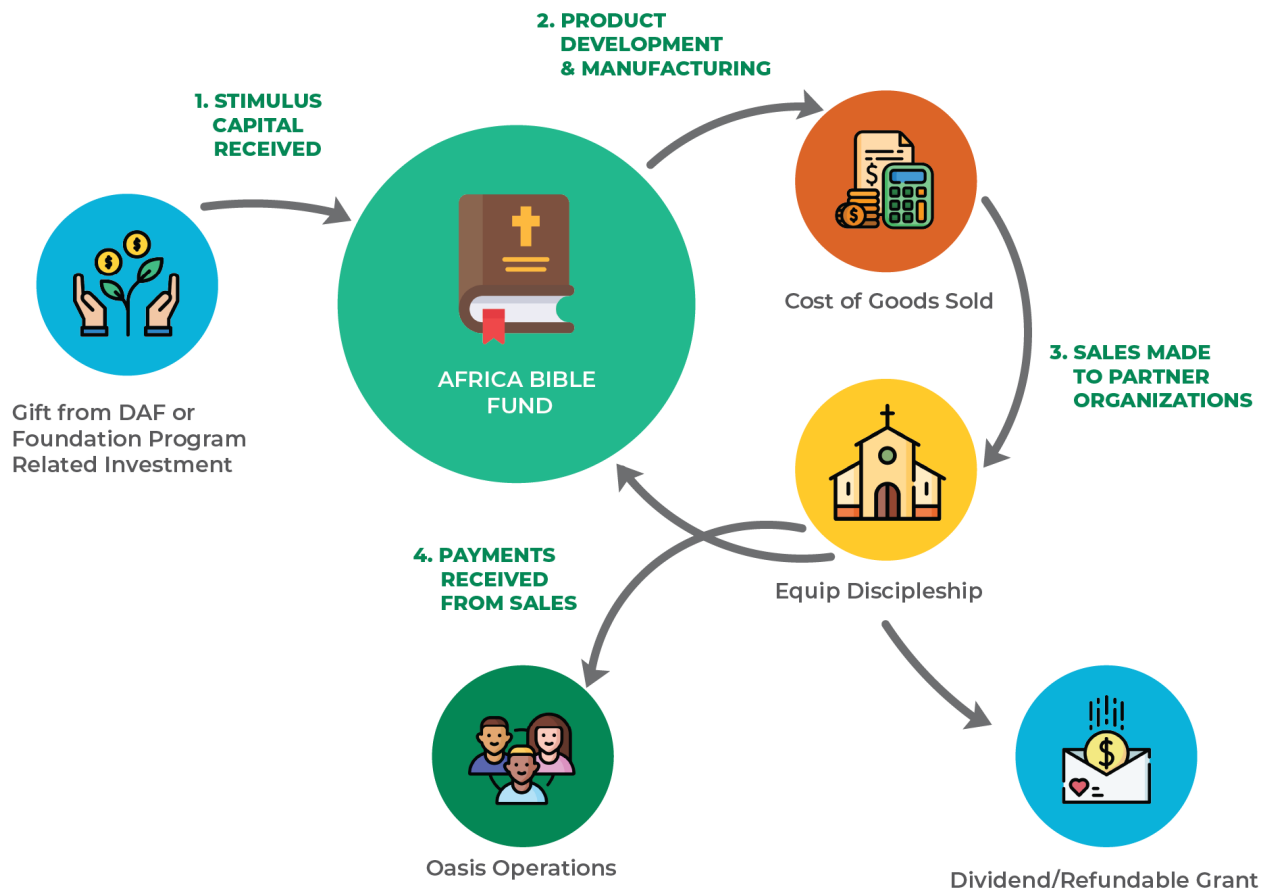 1. STIMULUS
CAPITAL
RECEIVED
2. PRODUCT
DEVELOPMENT
& MANUFACTURING
Gift from DAF or
Foundation Program
Related Investment
AFRICA BIBLE
FUND
Cost of Goods Sold
3. SALES MADE
TO PARTNER
ORGANIZATIONS
Equip Discipleship
4. PAYMENTS
RECEIVED
FROM SALES
Oasis Operations
Dividend/Refundable Grant